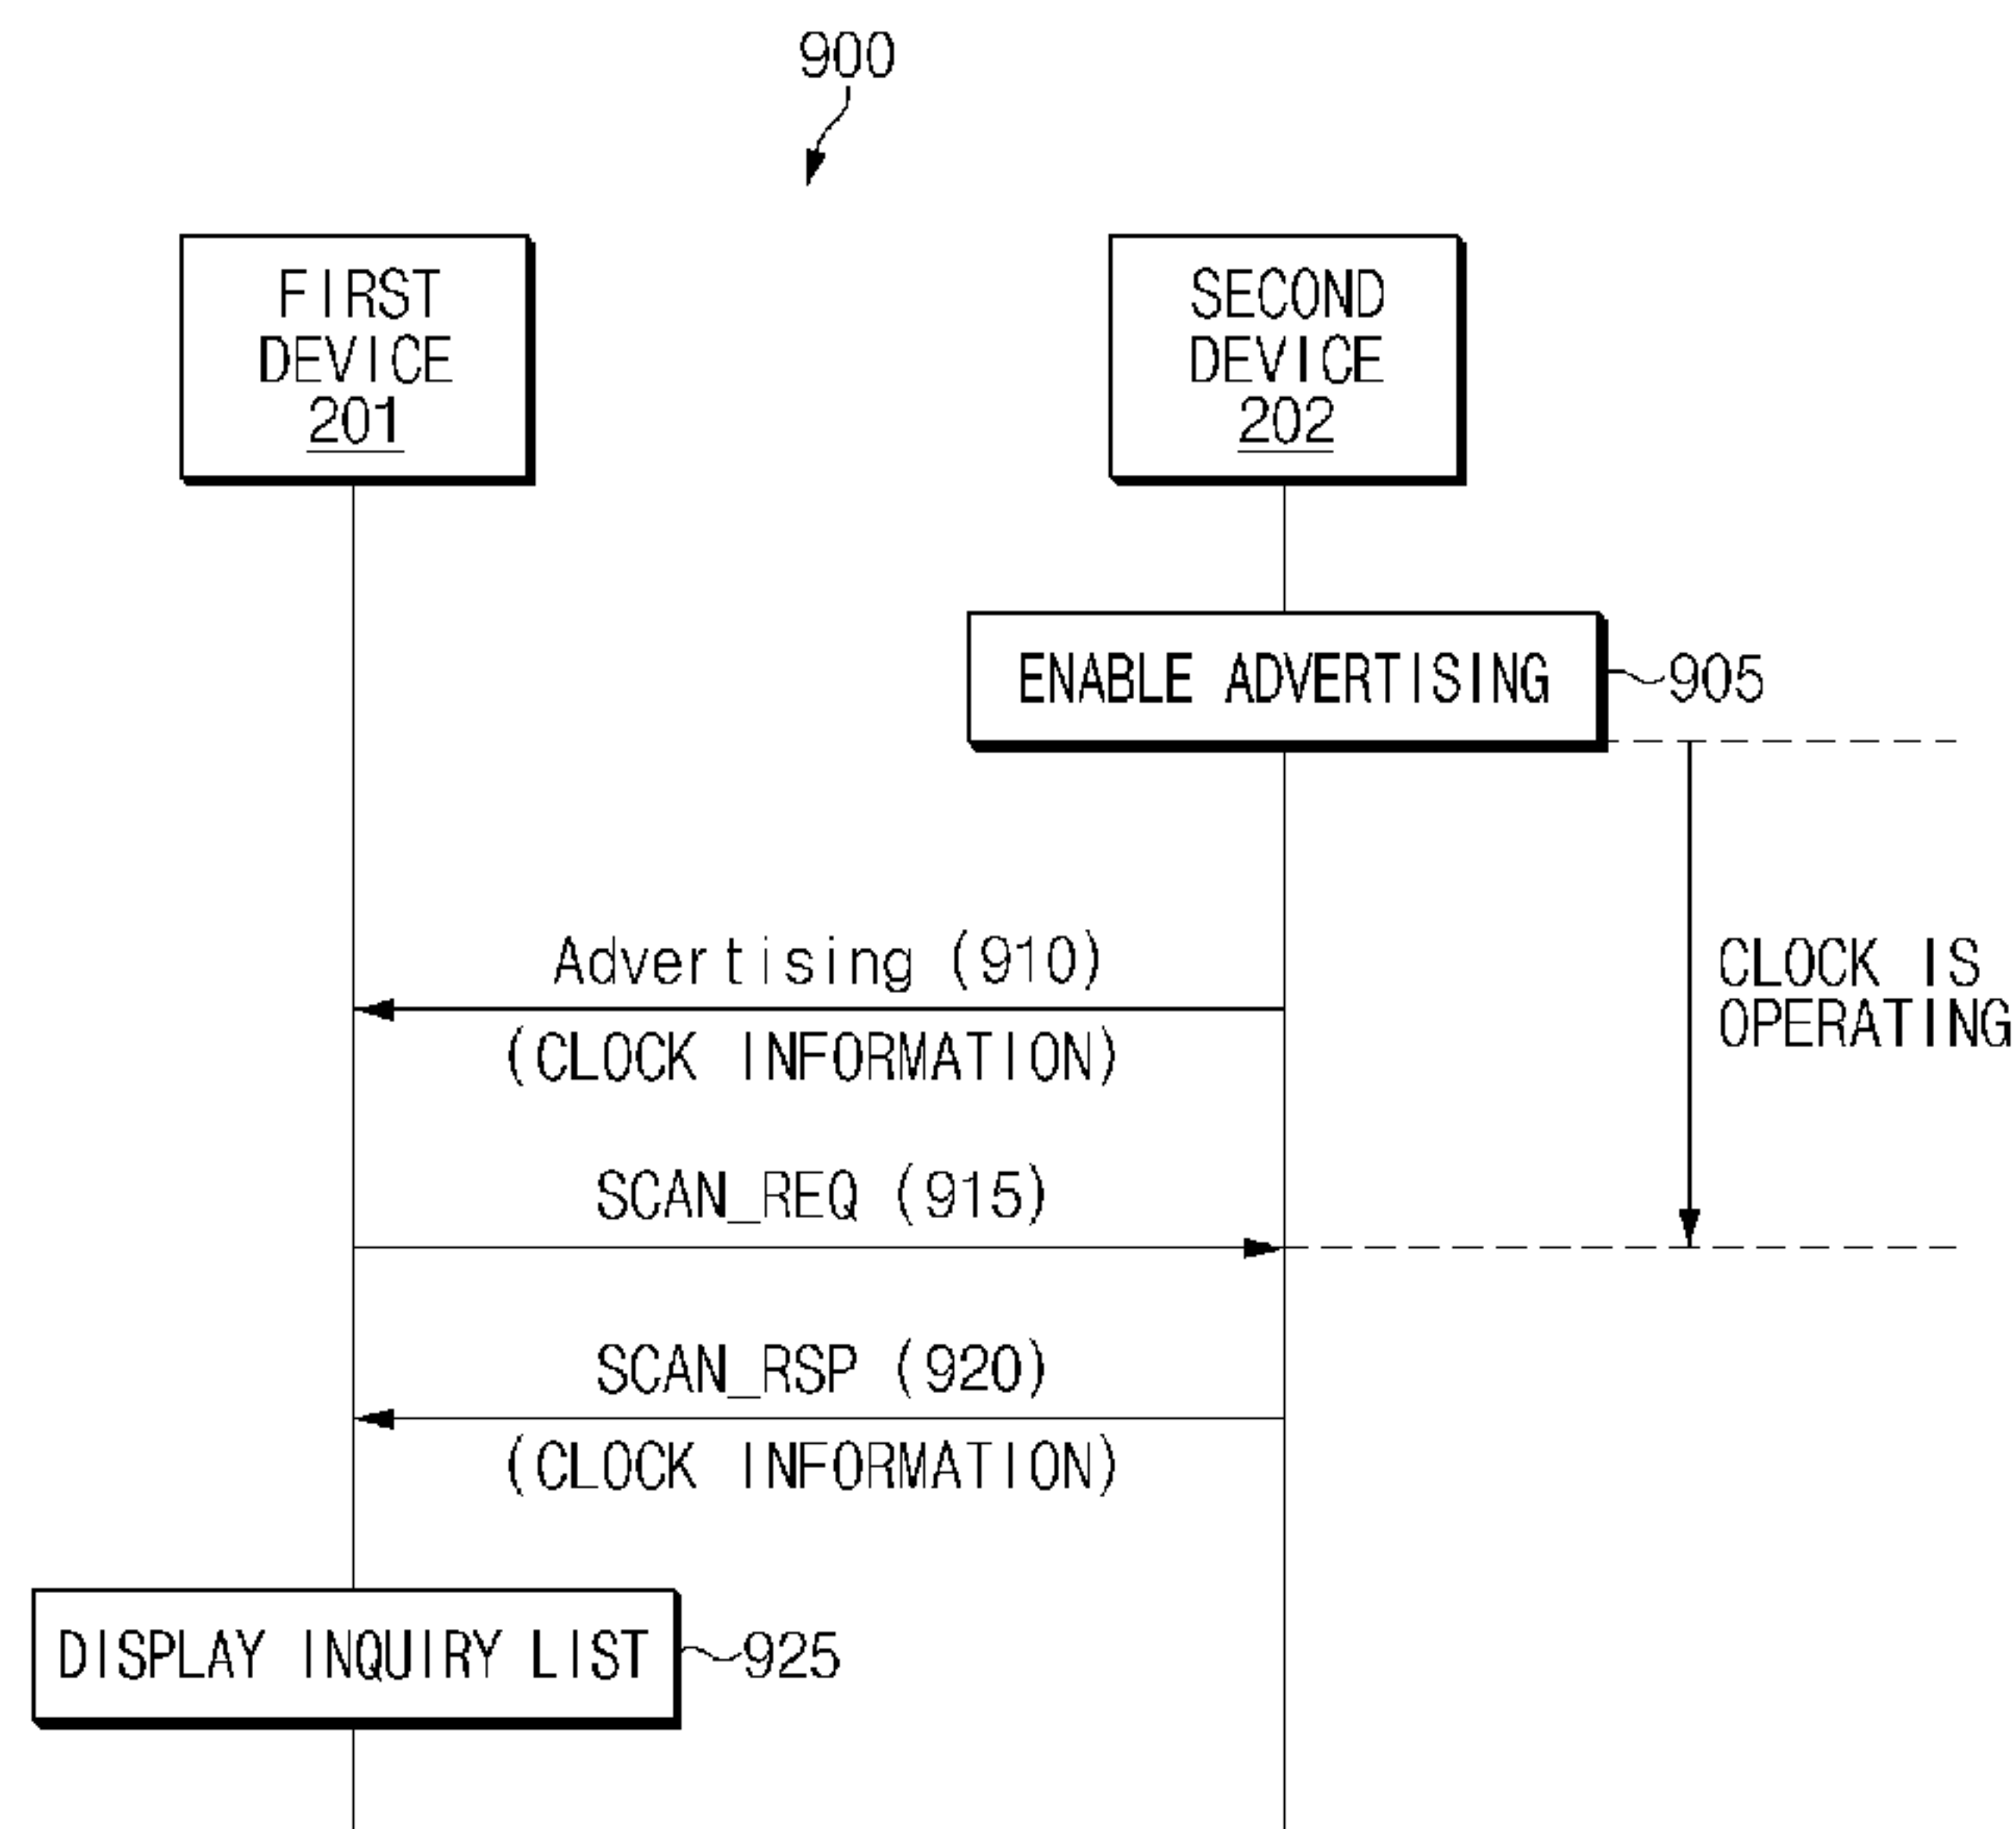 900
FIRST
DEVICE
201
SECOND
DEVICE
202
ENABLE ADVERTISING
905
Advertising (910)
(CLOCK INFORMATION)
CLOCK IS
OPERATING
SCAN_REQ (915)
SCAN_RSP (920)
(CLOCK INFORMATION)
DISPLAY INQUIRY LIST
925